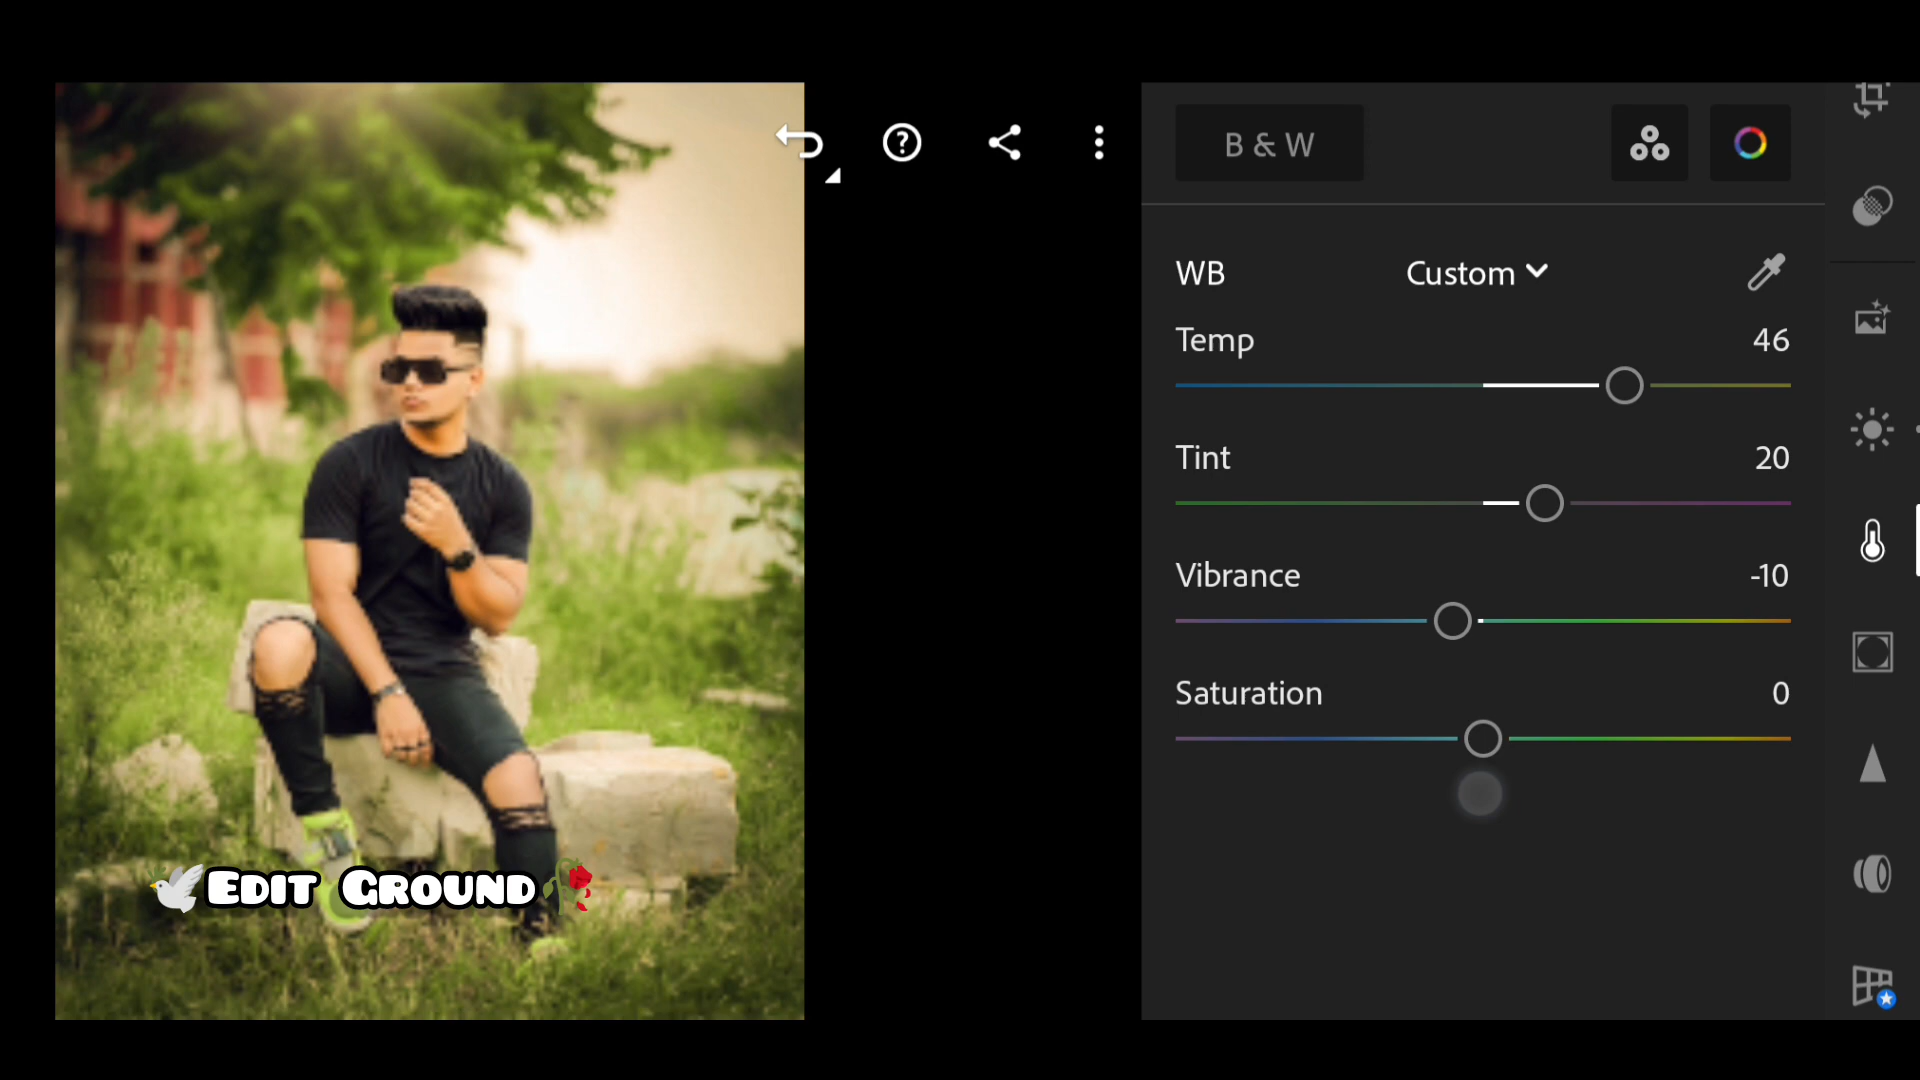 B & W
WB Custom
Temp 46
Tint 20
Vibrance -10
Saturation 0
🕊️EDIT GROUND🥀